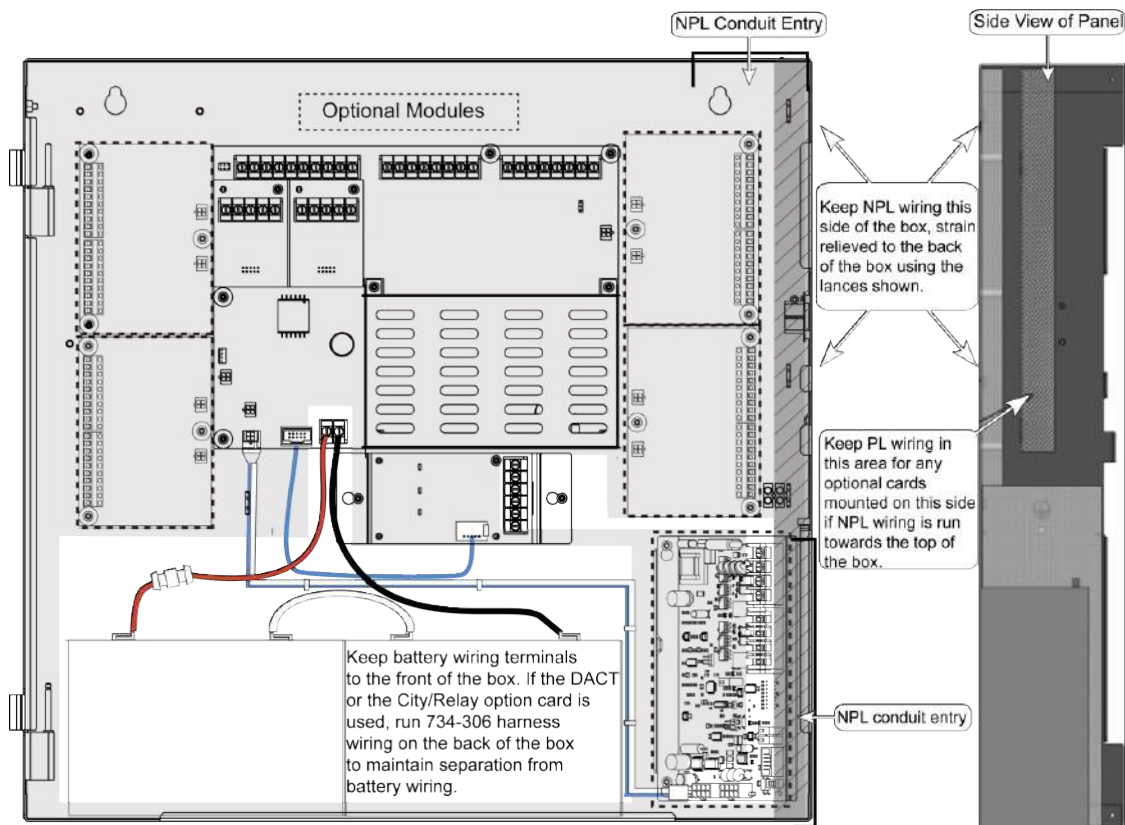 NPL Conduit Entry
Side View of Panel
Optional Modules
Keep NPL wiring this
side of the box, strain
relieved to the back
of the box using the
lances shown.
Keep PL wiring in
this area for any
optional cards
mounted on this side
if NPL wiring is run
towards the top of
the box.
Keep battery wiring terminals
to the front of the box. If the DACT
or the City/Relay option card is
used, run 734-306 harness
wiring on the back of the box
to maintain separation from
battery wiring.
NPL conduit entry